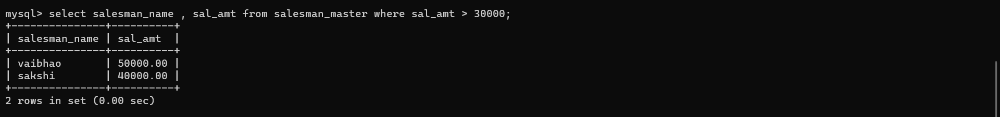 mysql> select salesman_name , sal_amt from salesman_master where sal_amt > 30000;
+---------------+----------+
| salesman_name | sal_amt  |
+---------------+----------+
| vaibhao       | 50000.00 |
| sakshi        | 40000.00 |
+---------------+----------+
2 rows in set (0.00 sec)